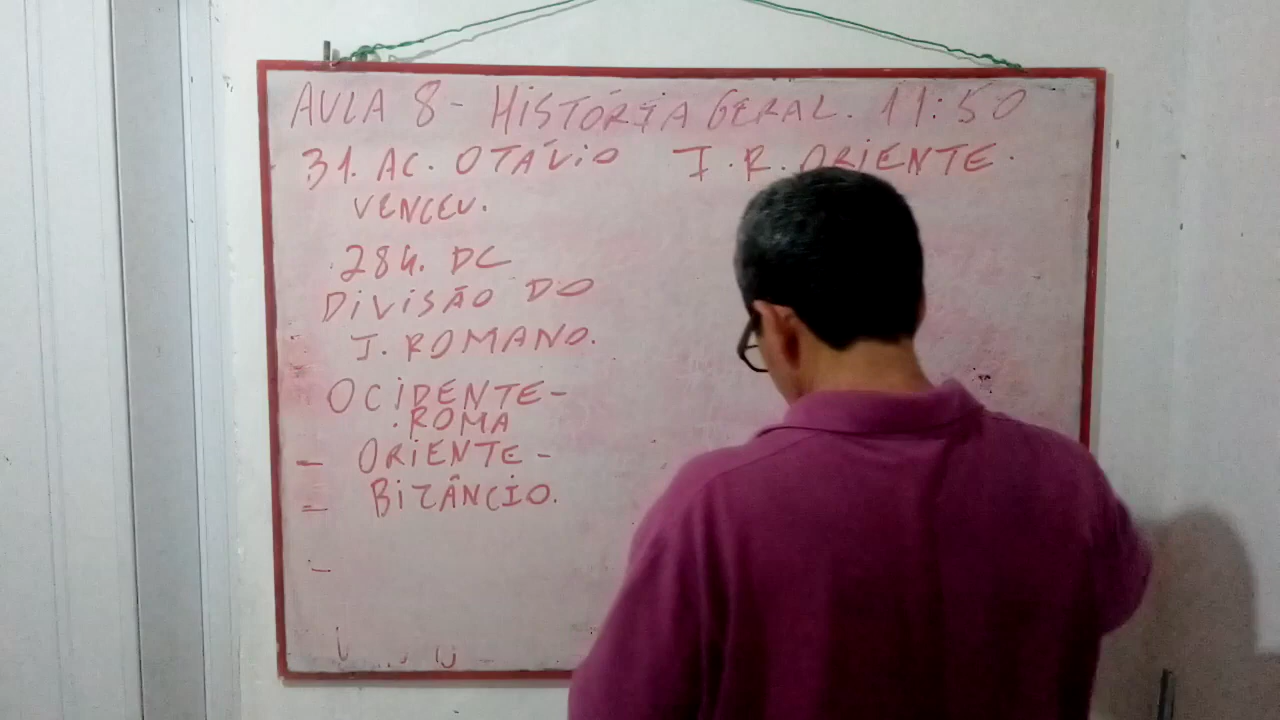 AULA 8 - HISTÓRIA GERAL. 11:50
31. AC. OTÁVIO
VENCEU.
284. DC
DIVISÃO DO
I. ROMANO.
OCIDENTE -
ROMA
- ORIENTE -
BIZÂNCIO.
I. R. ORIENTE.